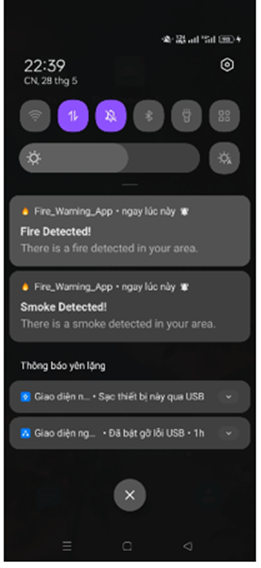 22:39
CN, 28 thg 5
Fire_Warning_App • ngay lúc này
Fire Detected!
There is a fire detected in your area.
Fire_Warning_App • ngay lúc này
Smoke Detected!
There is a smoke detected in your area.
Thông báo yên lặng
Giao diện n... • Sạc thiết bị này qua USB
Giao diện ng... • Đã bật gỡ lỗi USB • 1h